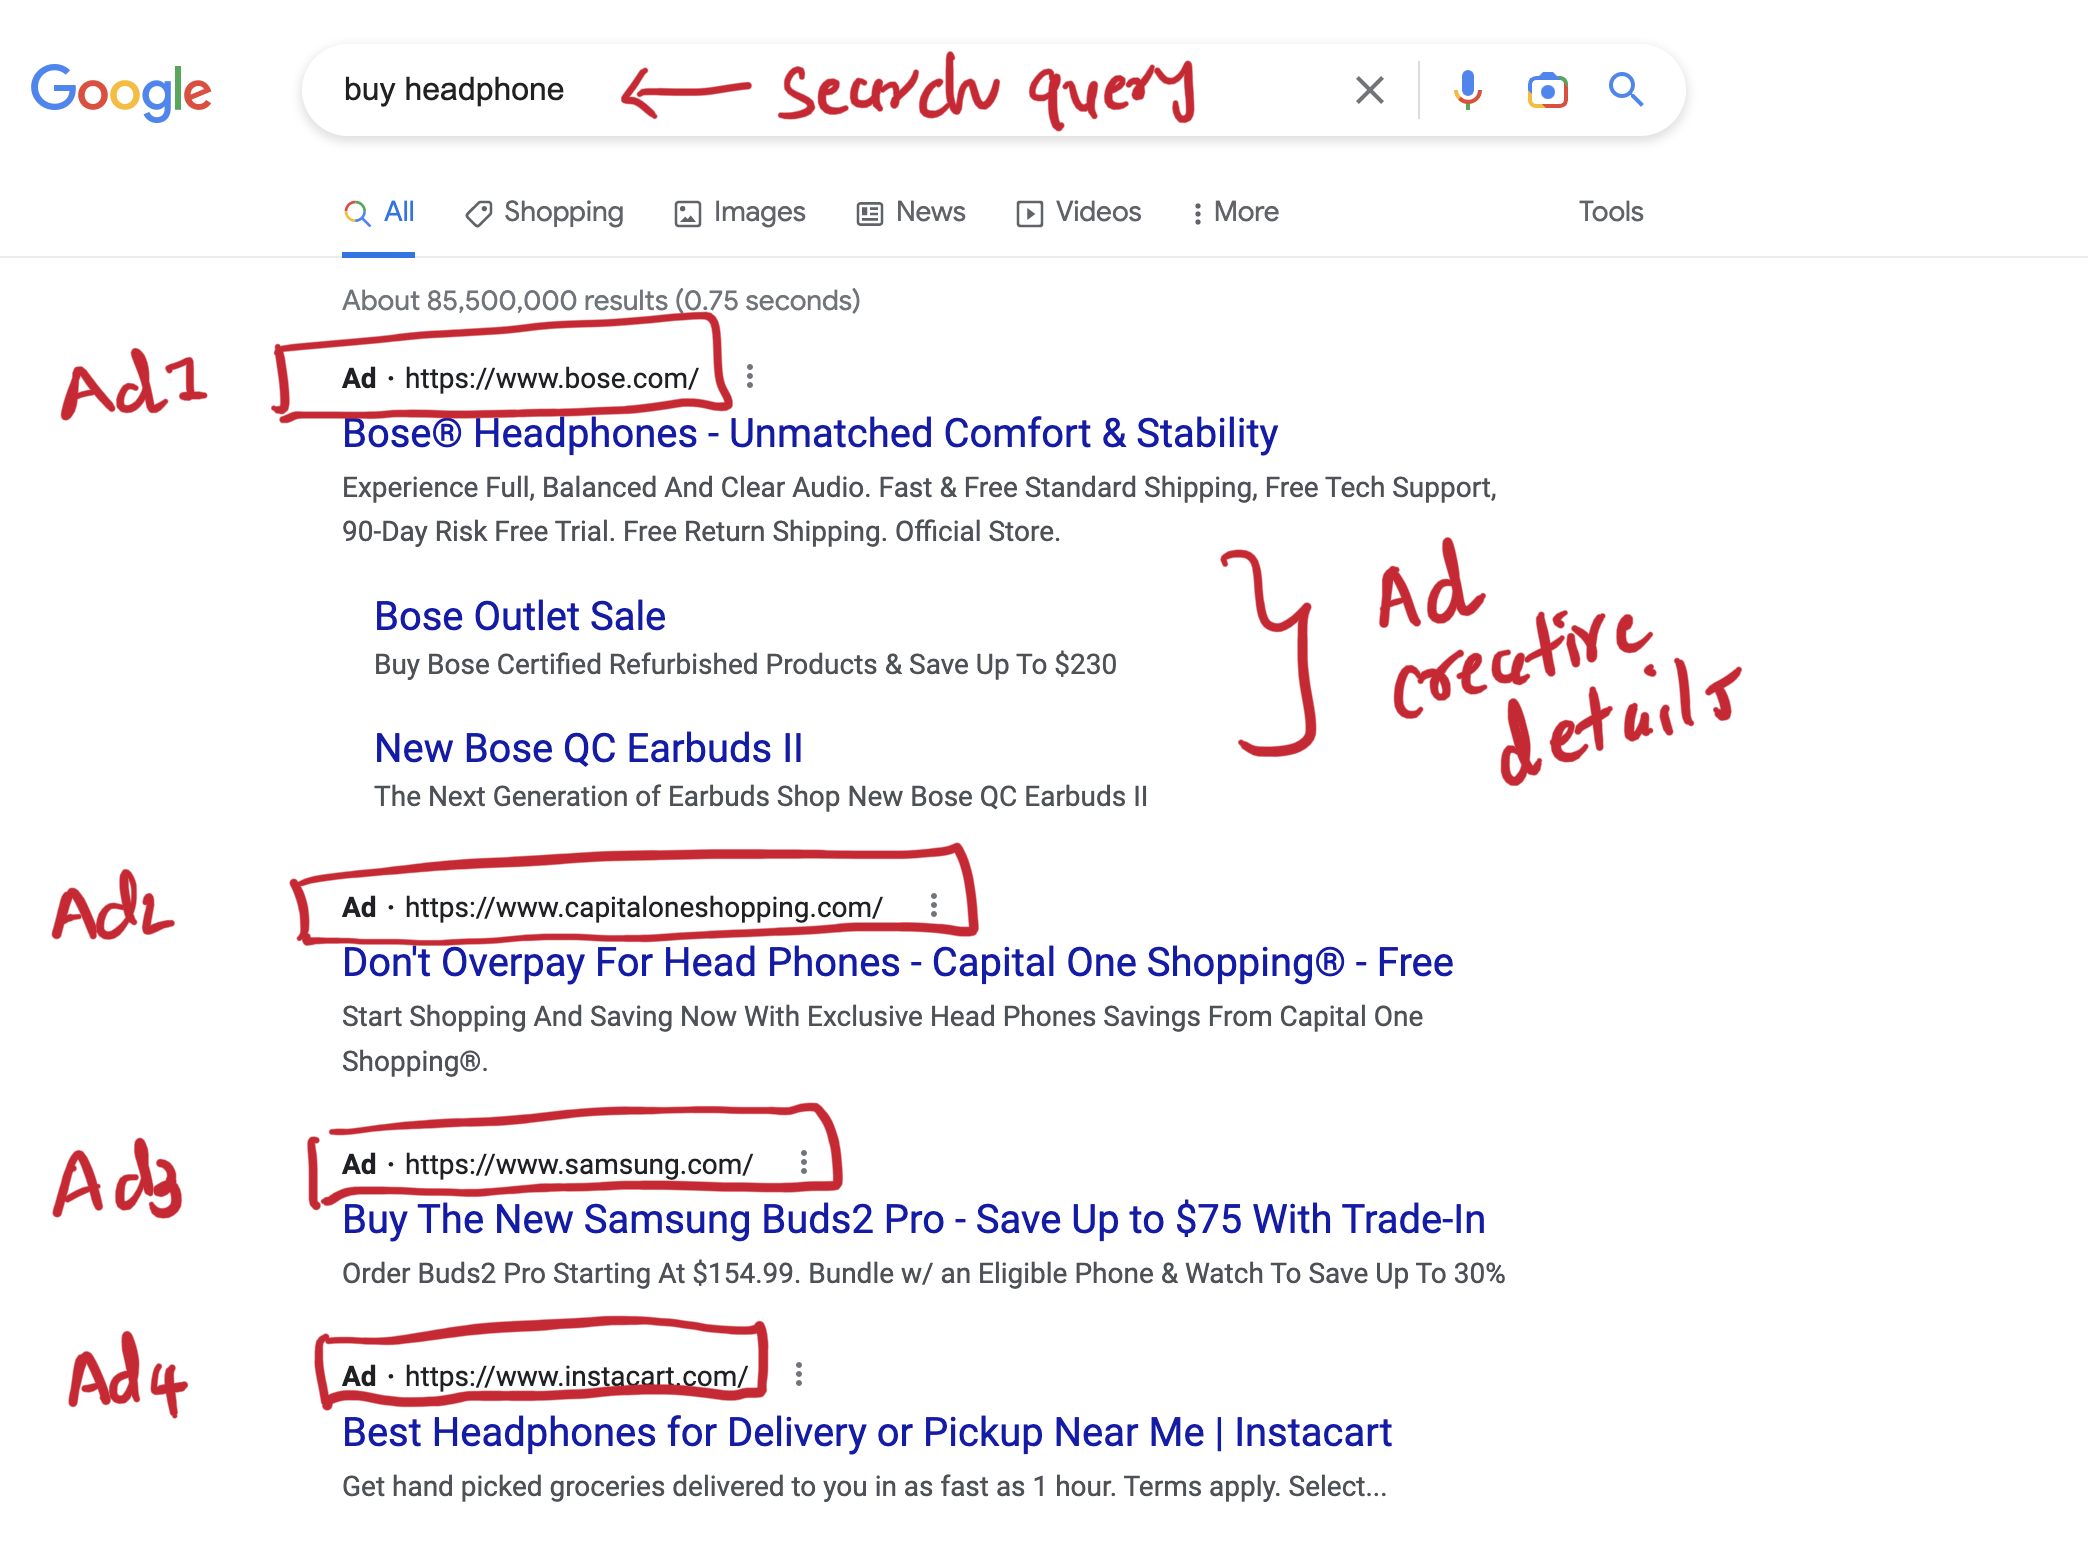 Google
buy headphone ← search query
All Shopping Images News Videos More Tools
About 85,500,000 results (0.75 seconds)
Ad1
Ad · https://www.bose.com/
Bose® Headphones - Unmatched Comfort & Stability
Experience Full, Balanced And Clear Audio. Fast & Free Standard Shipping, Free Tech Support,
90-Day Risk Free Trial. Free Return Shipping. Official Store.
Bose Outlet Sale
Buy Bose Certified Refurbished Products & Save Up To $230
New Bose QC Earbuds II
The Next Generation of Earbuds Shop New Bose QC Earbuds II
Ad
creative
details
Ad2
Ad · https://www.capitaloneshopping.com/
Don't Overpay For Head Phones - Capital One Shopping® - Free
Start Shopping And Saving Now With Exclusive Head Phones Savings From Capital One
Shopping®.
Ad3
Ad · https://www.samsung.com/
Buy The New Samsung Buds2 Pro - Save Up to $75 With Trade-In
Order Buds2 Pro Starting At $154.99. Bundle w/ an Eligible Phone & Watch To Save Up To 30%
Ad4
Ad · https://www.instacart.com/
Best Headphones for Delivery or Pickup Near Me | Instacart
Get hand picked groceries delivered to you in as fast as 1 hour. Terms apply. Select...